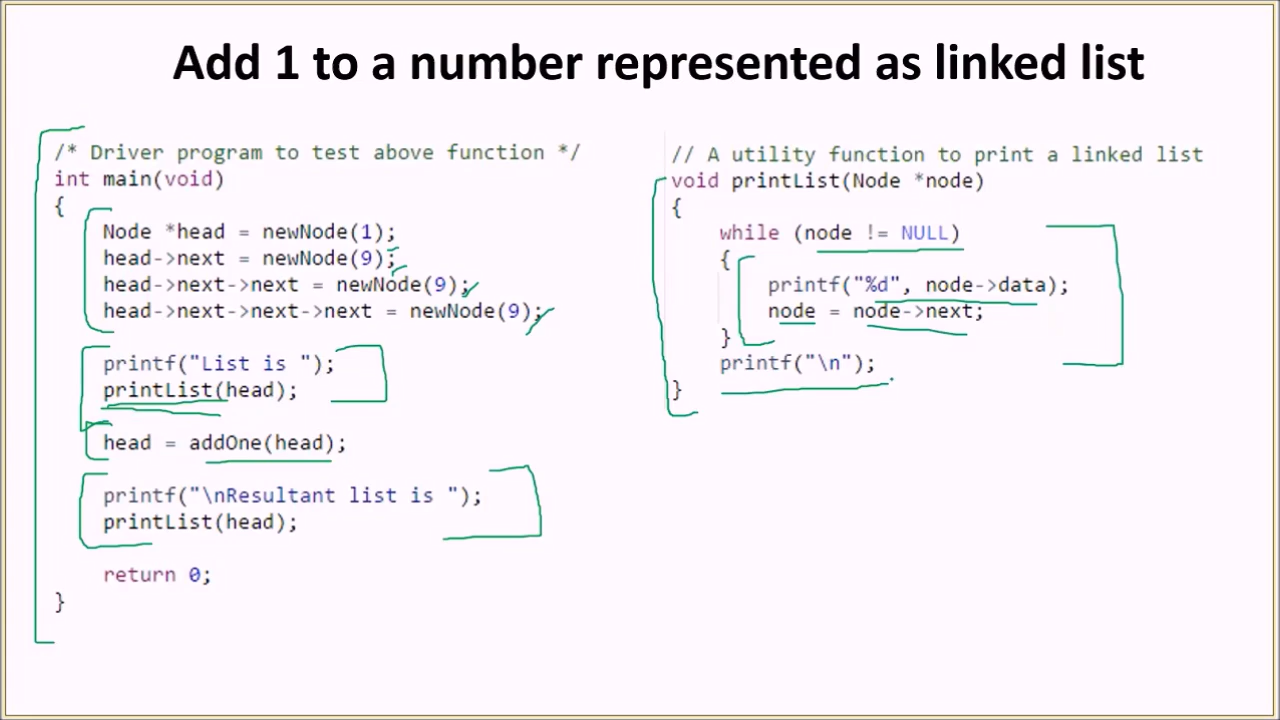 Add 1 to a number represented as linked list
/* Driver program to test above function */
int main(void)
{
Node *head = newNode(1);
head->next = newNode(9);
head->next->next = newNode(9);
head->next->next->next = newNode(9);
printf("List is ");
printList(head);
head = addOne(head);
printf("\nResultant list is ");
printList(head);
return 0;
}
// A utility function to print a linked list
void printList(Node *node)
{
while (node != NULL)
{
printf("%d", node->data);
node = node->next;
}
printf("\n");
}